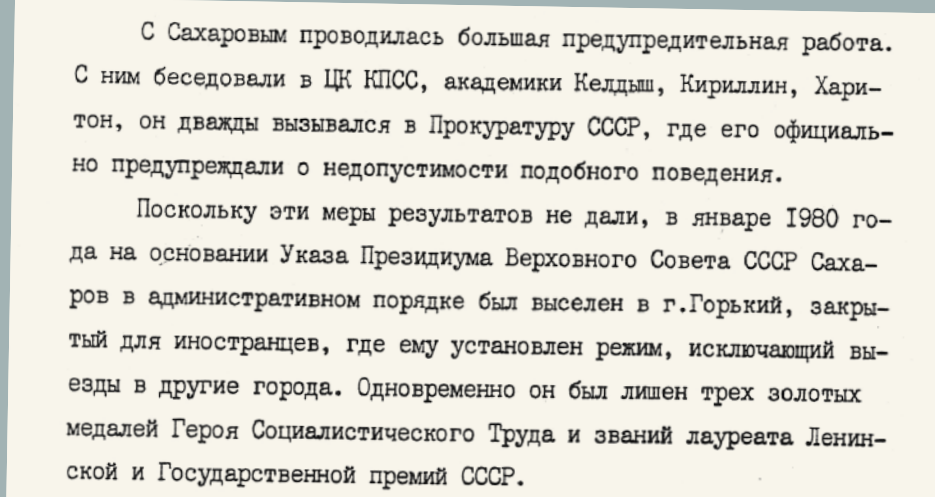 С Сахаровым проводилась большая предупредительная работа.
С ним беседовали в ЦК КПСС, академики Келдыш, Кириллин, Хари-
тон, он дважды вызывался в Прокуратуру СССР, где его официаль-
но предупреждали о недопустимости подобного поведения.
Поскольку эти меры результатов не дали, в январе I980 го-
да на основании Указа Президиума Верховного Совета СССР Саха-
ров в административном порядке был выселен в г.Горький, закры-
тый для иностранцев, где ему установлен режим, исключающий вы-
езды в другие города. Одновременно он был лишен трех золотых
медалей Героя Социалистического Труда и званий лауреата Ленин-
ской и Государственной премий СССР.